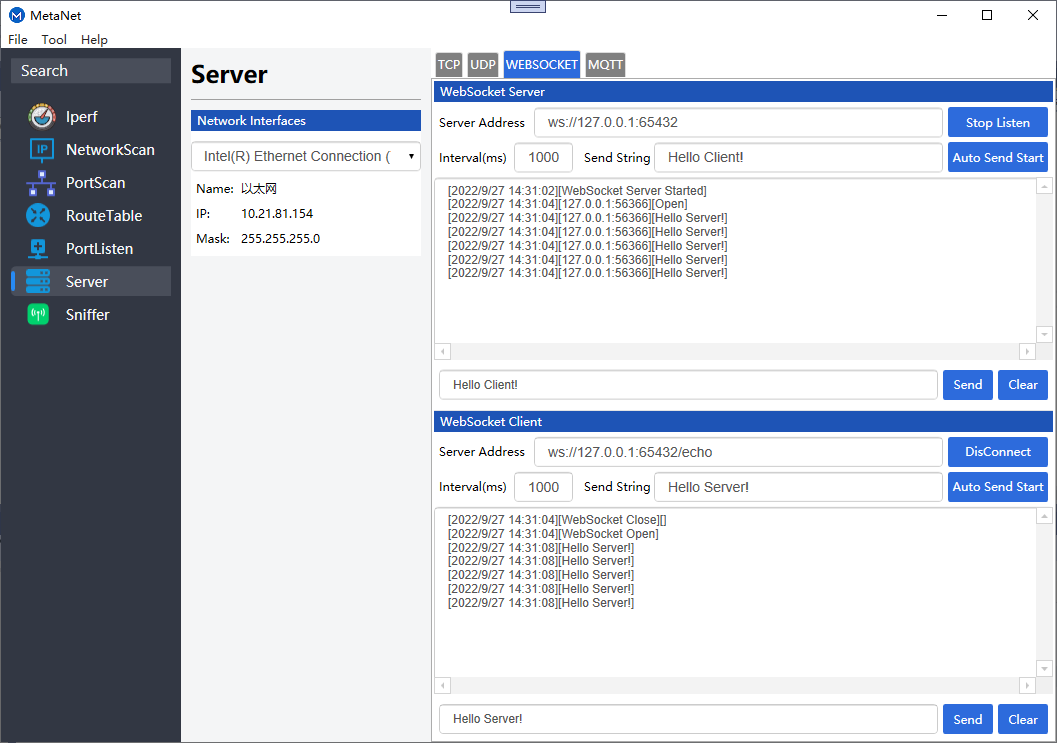 MetaNet
File Tool Help
Search
Iperf
IP
NetworkScan
PortScan
RouteTable
PortListen
Server
Sniffer
Server
Network Interfaces
Intel(R) Ethernet Connection (
Name: 以太网
IP: 10.21.81.154
Mask: 255.255.255.0
TCP UDP WEBSOCKET MQTT
WebSocket Server
Server Address ws://127.0.0.1:65432 Stop Listen
Interval(ms) 1000 Send String Hello Client! Auto Send Start
[2022/9/27 14:31:02][WebSocket Server Started]
[2022/9/27 14:31:04][127.0.0.1:56366][Open]
[2022/9/27 14:31:04][127.0.0.1:56366][Hello Server!]
[2022/9/27 14:31:04][127.0.0.1:56366][Hello Server!]
[2022/9/27 14:31:04][127.0.0.1:56366][Hello Server!]
[2022/9/27 14:31:04][127.0.0.1:56366][Hello Server!]
[2022/9/27 14:31:04][127.0.0.1:56366][Hello Server!]
Hello Client! Send Clear
WebSocket Client
Server Address ws://127.0.0.1:65432/echo DisConnect
Interval(ms) 1000 Send String Hello Server! Auto Send Start
[2022/9/27 14:31:04][WebSocket Close][]
[2022/9/27 14:31:04][WebSocket Open]
[2022/9/27 14:31:08][Hello Server!]
[2022/9/27 14:31:08][Hello Server!]
[2022/9/27 14:31:08][Hello Server!]
[2022/9/27 14:31:08][Hello Server!]
[2022/9/27 14:31:08][Hello Server!]
Hello Server! Send Clear